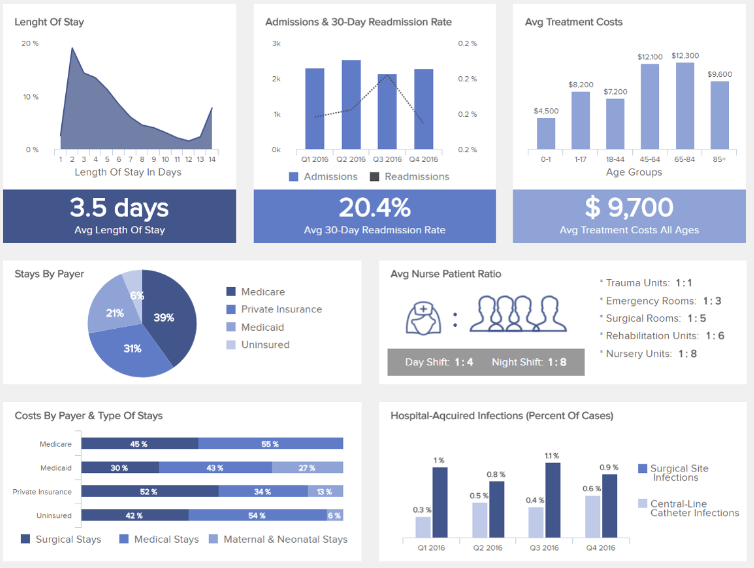 Lenght Of Stay
20 %
10 %
0 %
1 2 3 4 5 6 7 8 9 10 11 12 13 14
Length Of Stay In Days
3.5 days
Avg Length Of Stay
Admissions & 30-Day Readmission Rate
3k 0.2 %
2k 0.2 %
1k 0.2 %
0k 0.2 %
Q1 2016 Q2 2016 Q3 2016 Q4 2016
Admissions Readmissions
20.4%
Avg 30-Day Readmission Rate
Avg Treatment Costs
$4,500 $8,200 $7,200 $12,100 $12,300 $9,600
0-1 1-17 18-44 45-64 65-84 85+
Age Groups
$ 9,700
Avg Treatment Costs All Ages
Stays By Payer
6%
21% 39%
31%
Medicare
Private Insurance
Medicaid
Uninsured
Avg Nurse Patient Ratio
:
Day Shift: 1 : 4 Night Shift: 1 : 8
* Trauma Units: 1 : 1
* Emergency Rooms: 1 : 3
* Surgical Rooms: 1 : 5
* Rehabilitation Units: 1 : 6
* Nursery Units: 1 : 8
Costs By Payer & Type Of Stays
Medicare 45 % 55 %
Medicaid 30 % 43 % 27 %
Private Insurance 52 % 34 % 13 %
Uninsured 42 % 54 % 6 %
Surgical Stays Medical Stays Maternal & Neonatal Stays
Hospital-Aqcuired Infections (Percent Of Cases)
0.3 % 1 % 0.5 % 0.8 % 0.4 % 1.1 % 0.6 % 0.9 %
Q1 2016 Q2 2016 Q3 2016 Q4 2016
Surgical Site
Infections
Central-Line
Catheter Infections